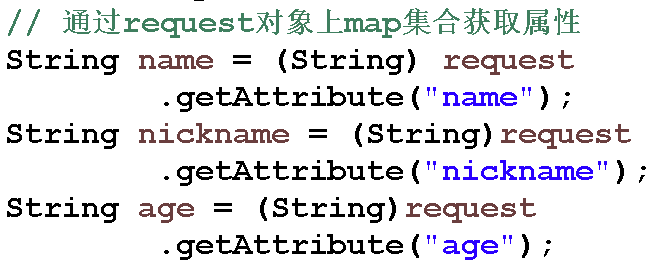 // 通过request对象上map集合获取属性
String name = (String) request
.getAttribute("name");
String nickname = (String)request
.getAttribute("nickname");
String age = (String)request
.getAttribute("age");